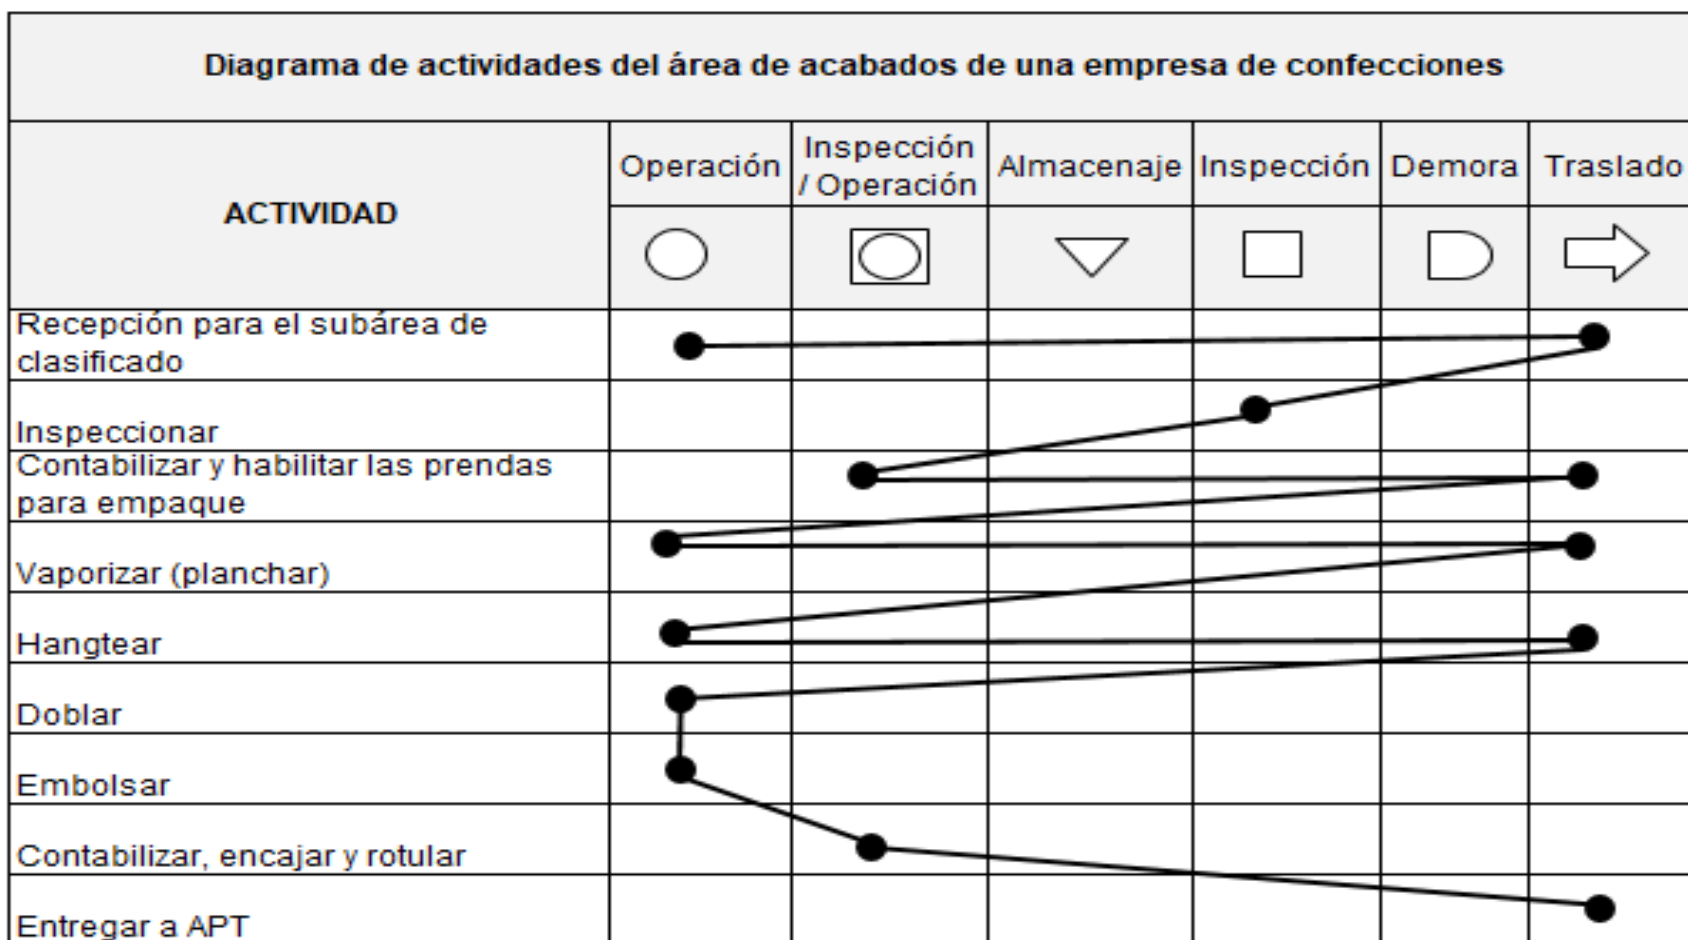 Diagrama de actividades del área de acabados de una empresa de confecciones
ACTIVIDAD
Operación
Inspección
/ Operación
Almacenaje
Inspección
Demora
Traslado
Recepción para el subárea de
clasificado
Inspeccionar
Contabilizar y habilitar las prendas
para empaque
Vaporizar (planchar)
Hangtear
Doblar
Embolsar
Contabilizar, encajar y rotular
Entregar a APT